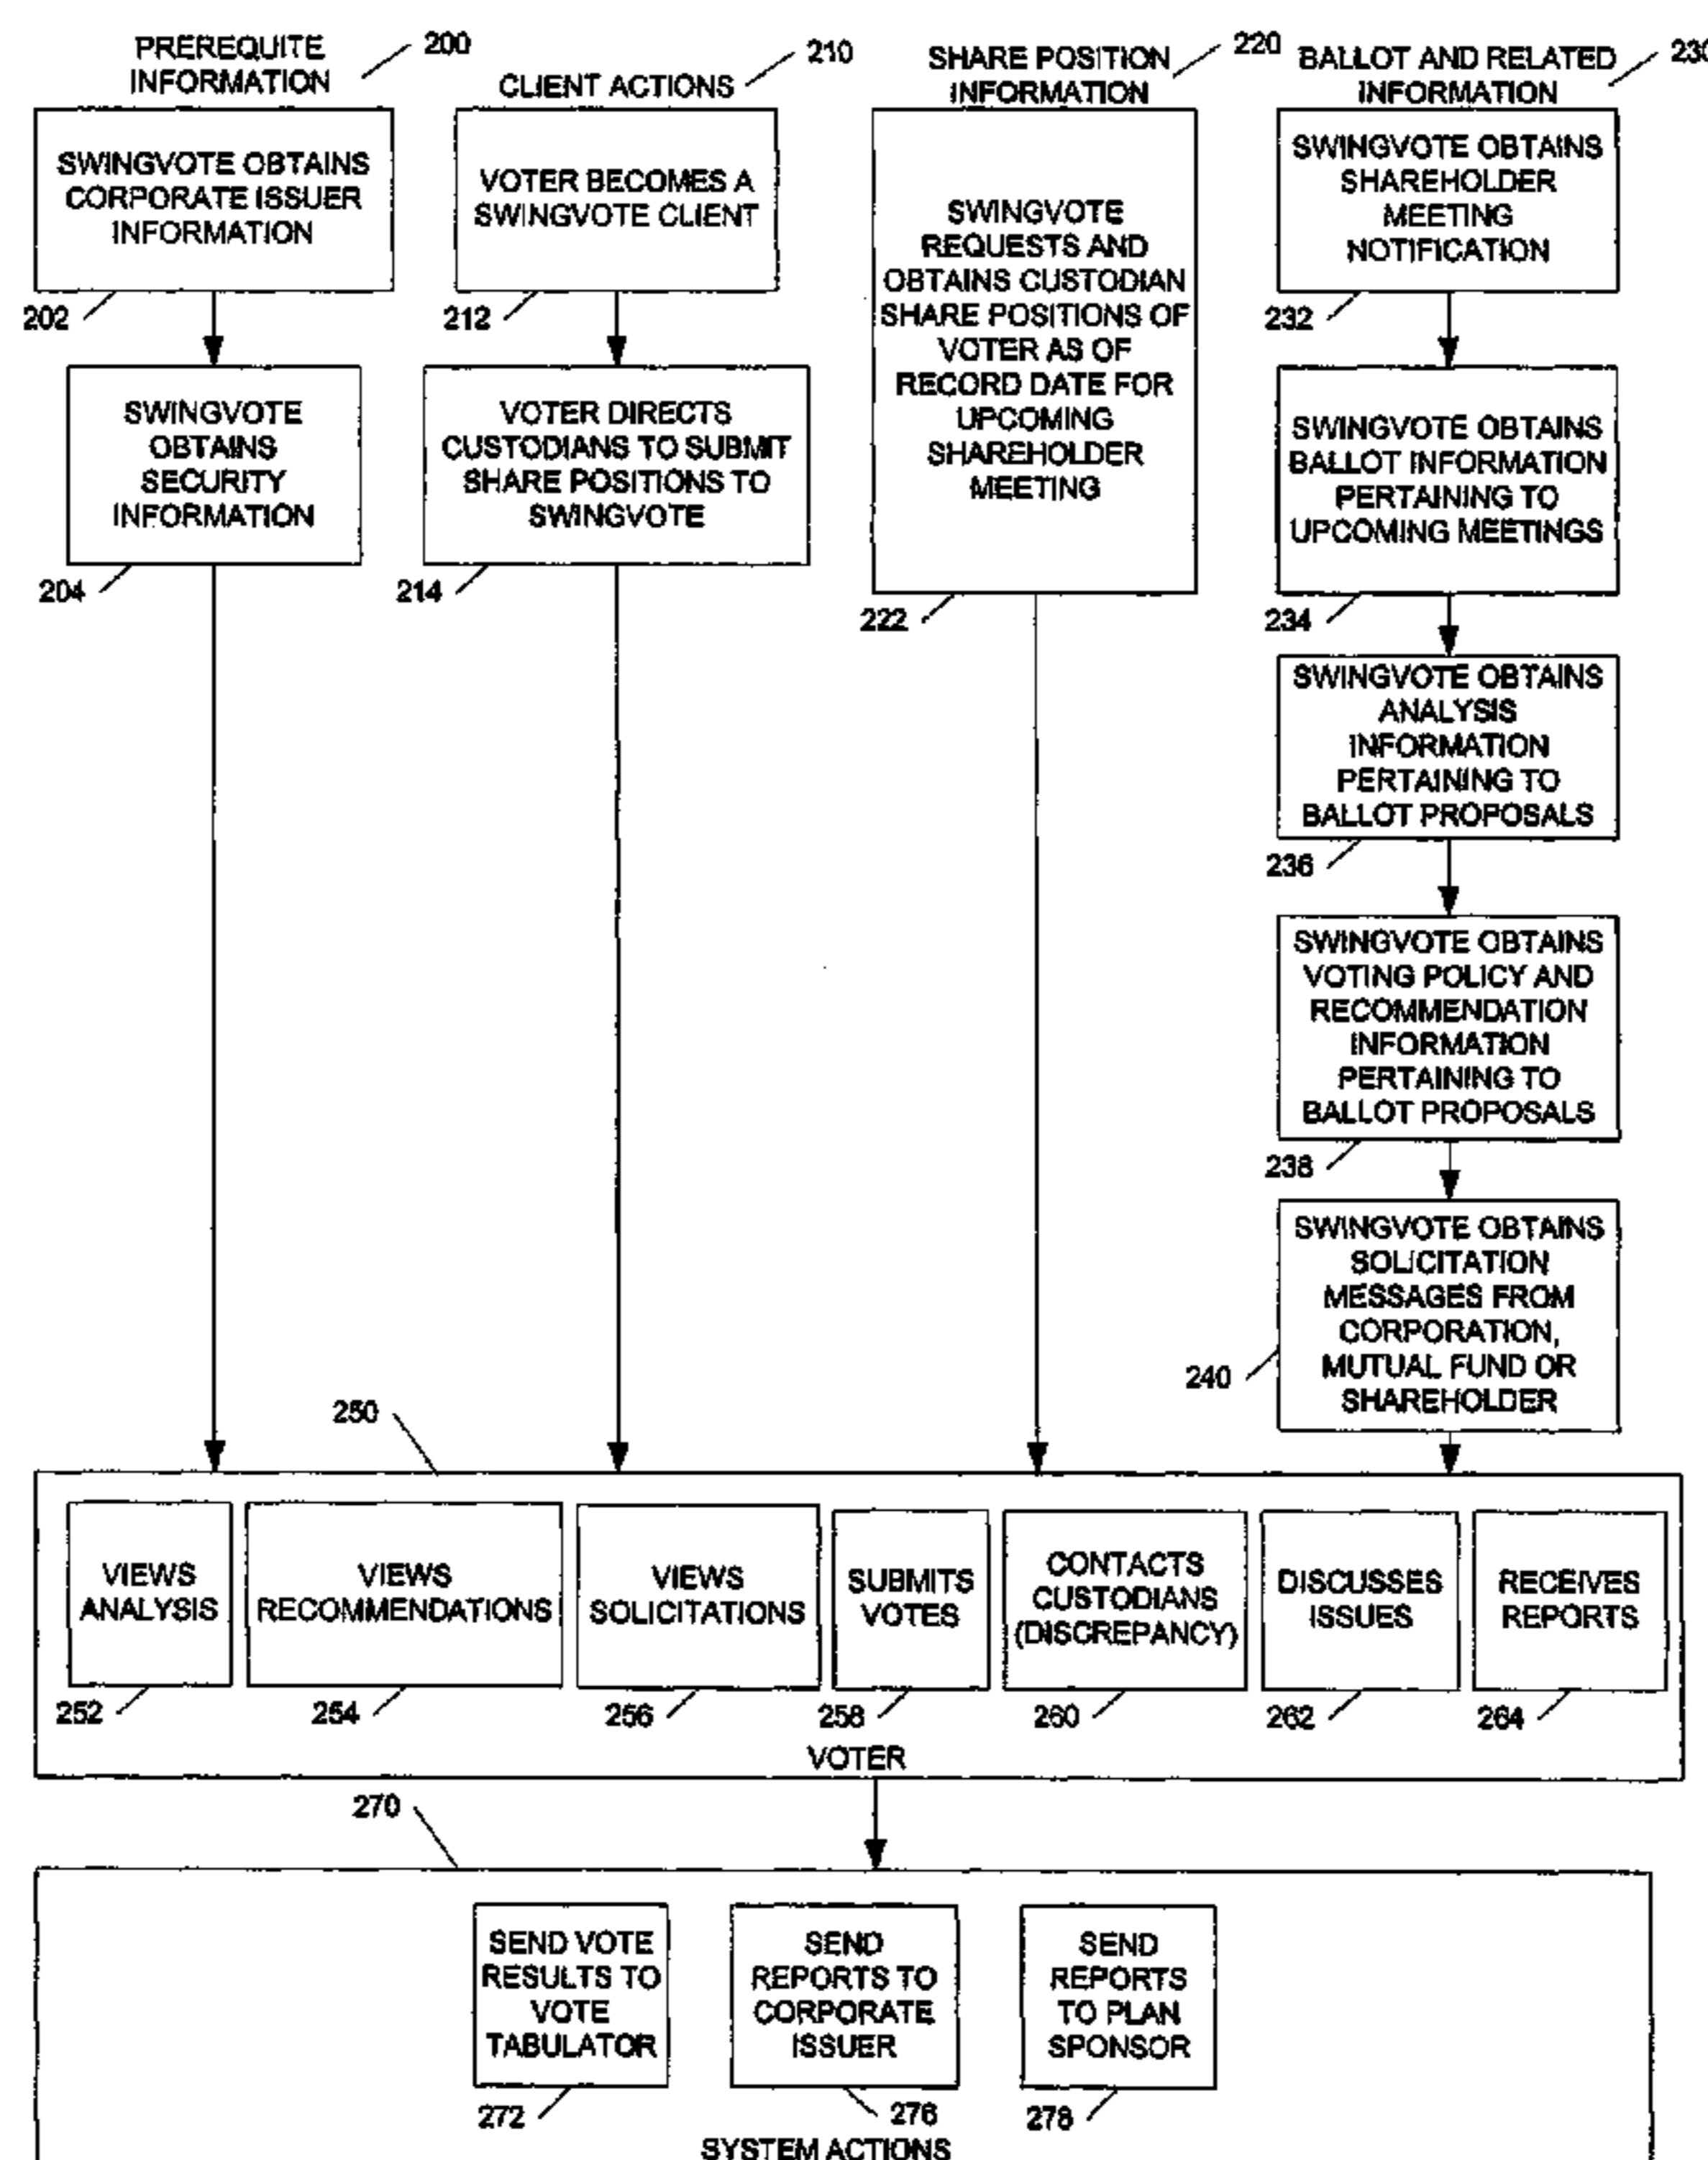 PREREQUITE
INFORMATION
200
CLIENT ACTIONS
210
SHARE POSITION
INFORMATION
220
BALLOT AND RELATED
INFORMATION
230
SWINGVOTE OBTAINS
CORPORATE ISSUER
INFORMATION
202
VOTER BECOMES A
SWINGVOTE CLIENT
212
SWINGVOTE
REQUESTS AND
OBTAINS CUSTODIAN
SHARE POSITIONS OF
VOTER AS OF
RECORD DATE FOR
UPCOMING
SHAREHOLDER
MEETING
222
SWINGVOTE OBTAINS
SHAREHOLDER
MEETING
NOTIFICATION
232
SWINGVOTE
OBTAINS
SECURITY
INFORMATION
204
VOTER DIRECTS
CUSTODIANS TO SUBMIT
SHARE POSITIONS TO
SWINGVOTE
214
SWINGVOTE OBTAINS
BALLOT INFORMATION
PERTAINING TO
UPCOMING MEETINGS
234
SWINGVOTE OBTAINS
ANALYSIS
INFORMATION
PERTAINING TO
BALLOT PROPOSALS
236
SWINGVOTE OBTAINS
VOTING POLICY AND
RECOMMENDATION
INFORMATION
PERTAINING TO
BALLOT PROPOSALS
238
SWINGVOTE OBTAINS
SOLICITATION
MESSAGES FROM
CORPORATION,
MUTUAL FUND OR
SHAREHOLDER
240
250
VIEWS
ANALYSIS
252
VIEWS
RECOMMENDATIONS
254
VIEWS
SOLICITATIONS
256
SUBMITS
VOTES
258
CONTACTS
CUSTODIANS
(DISCREPANCY)
260
DISCUSSES
ISSUES
262
RECEIVES
REPORTS
264
VOTER
270
SEND VOTE
RESULTS TO
VOTE
TABULATOR
272
SEND
REPORTS TO
CORPORATE
ISSUER
276
SEND
REPORTS
TO PLAN
SPONSOR
278
SYSTEM ACTIONS